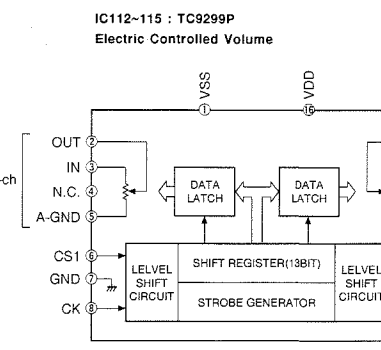 IC112~115 : TC9299P
Electric Controlled Volume
VSS
VDD
1
16
-ch
OUT 2
IN 3
N.C. 4
A-GND 5
CS1 6
GND 7
CK 8
DATA
LATCH
DATA
LATCH
LELVEL
SHIFT
CIRCUIT
SHIFT REGISTER(13BIT)
STROBE GENERATOR
LELVEL
SHIFT
CIRCUIT